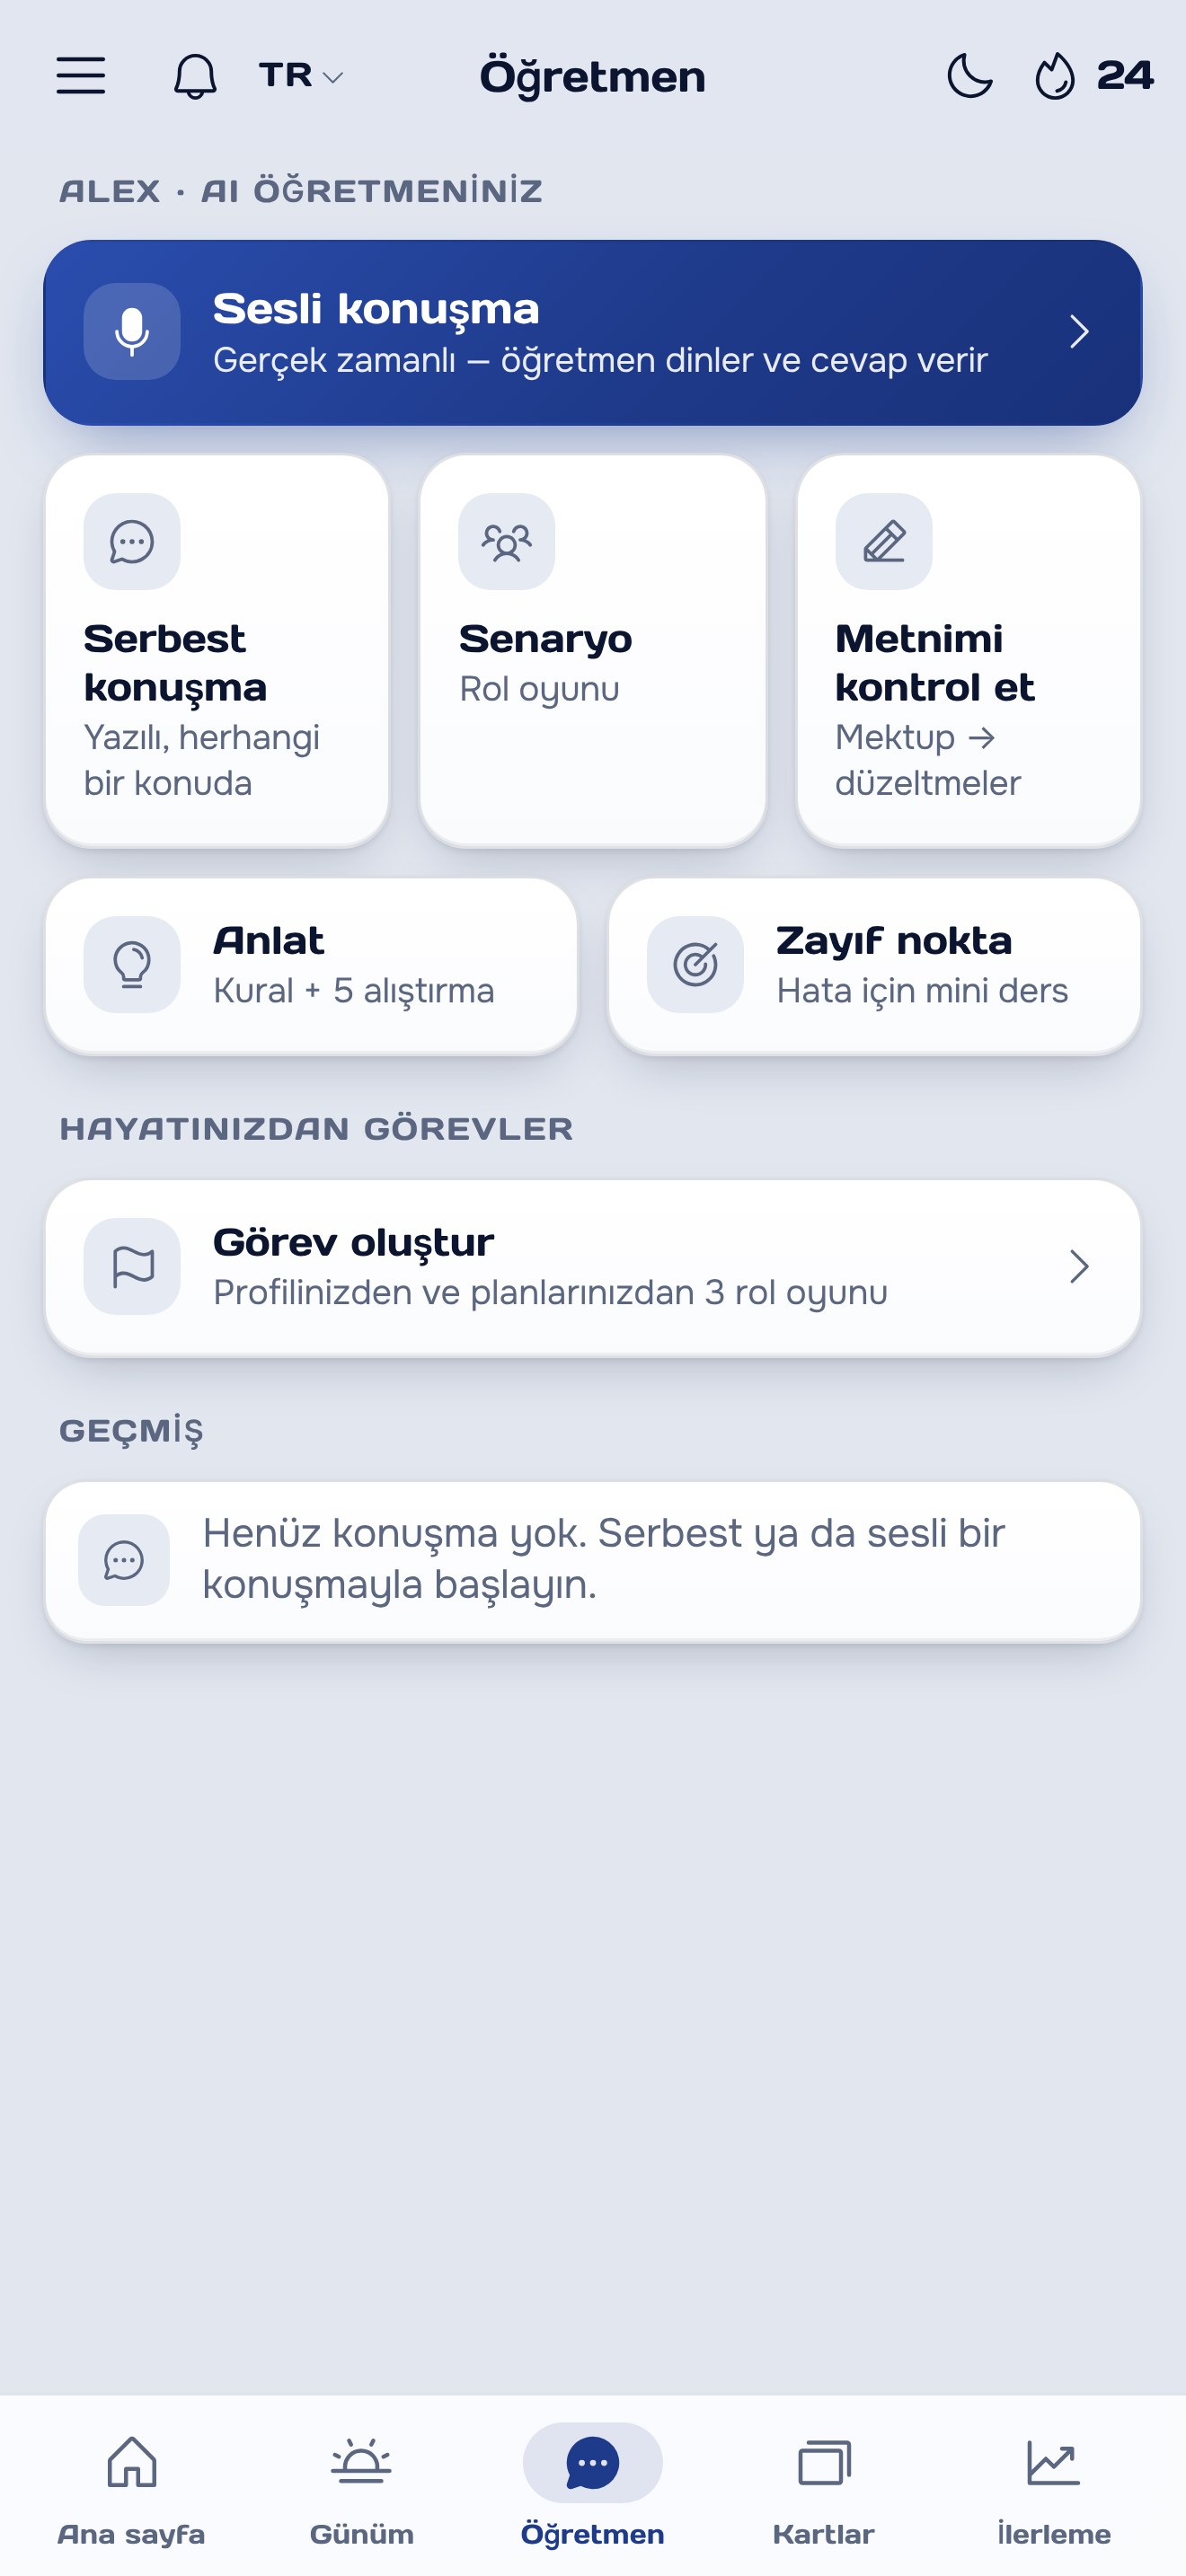 TR
Öğretmen
24
ALEX · AI ÖĞRETMENİNİZ
Sesli konuşma
Gerçek zamanlı — öğretmen dinler ve cevap verir
Serbest
konuşma
Yazılı, herhangi
bir konuda
Senaryo
Rol oyunu
Metnimi
kontrol et
Mektup →
düzeltmeler
Anlat
Kural + 5 alıştırma
Zayıf nokta
Hata için mini ders
HAYATINIZDAN GÖREVLER
Görev oluştur
Profilinizden ve planlarınızdan 3 rol oyunu
GEÇMİŞ
Henüz konuşma yok. Serbest ya da sesli bir
konuşmayla başlayın.
Ana sayfa
Günüm
Öğretmen
Kartlar
İlerleme